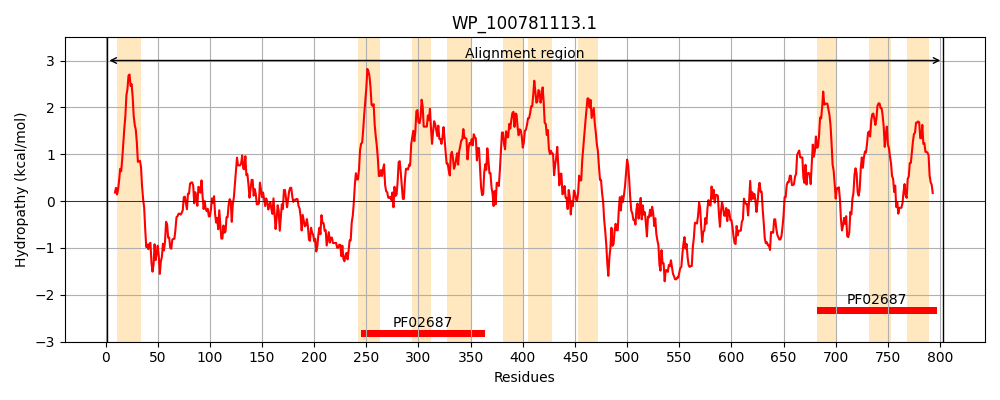 WP_100781113.1
Alignment region
3
2
1
0
−1
−2
−3
Hydropathy (kcal/mol)
PF02687
PF02687
0 50 100 150 200 250 300 350 400 450 500 550 600 650 700 750 800
Residues